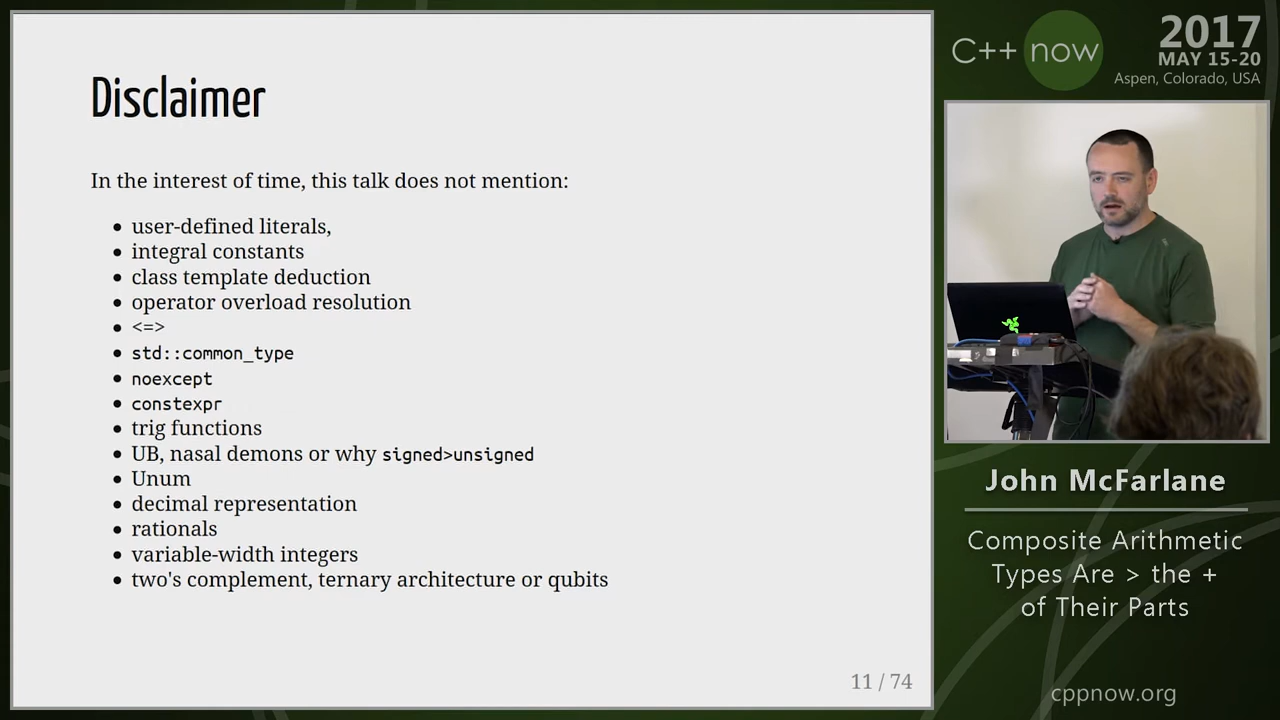 Disclaimer
In the interest of time, this talk does not mention:
user-defined literals,
integral constants
class template deduction
operator overload resolution
<=>
std::common_type
noexcept
constexpr
trig functions
UB, nasal demons or why signed>unsigned
Unum
decimal representation
rationals
variable-width integers
two's complement, ternary architecture or qubits
11 / 74
C++ now
2017
MAY 15-20
Aspen, Colorado, USA
John McFarlane
Composite Arithmetic
Types Are > the +
of Their Parts
cppnow.org